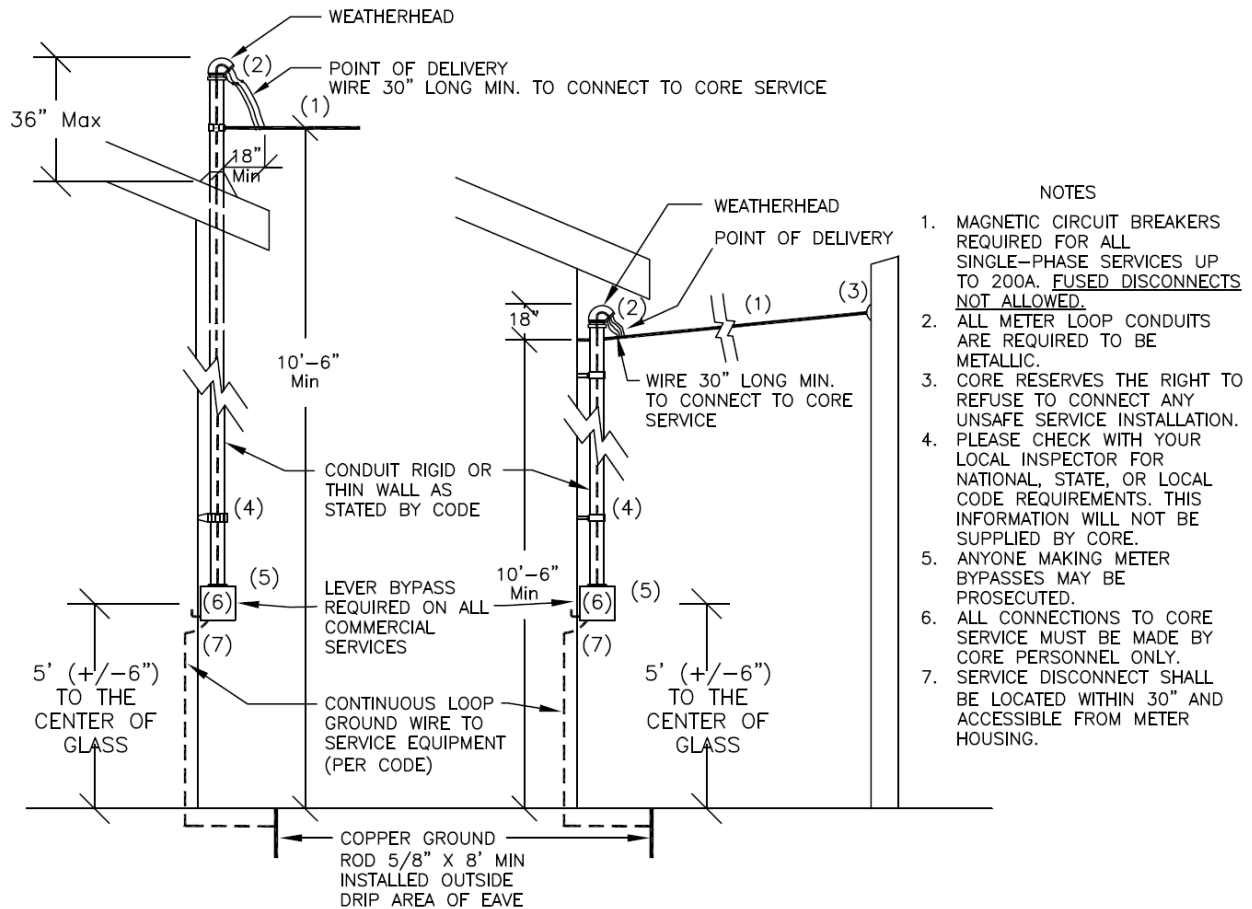 WEATHERHEAD
(2)
POINT OF DELIVERY
WIRE 30" LONG MIN. TO CONNECT TO CORE SERVICE
(1)
36" Max
18"
Min
10'-6"
Min
CONDUIT RIGID OR
THIN WALL AS
STATED BY CODE
(4)
(5)
(6)
LEVER BYPASS
REQUIRED ON ALL
COMMERCIAL
SERVICES
(7)
5' (+/-6")
TO THE
CENTER OF
GLASS
CONTINUOUS LOOP
GROUND WIRE TO
SERVICE EQUIPMENT
(PER CODE)
COPPER GROUND
ROD 5/8" X 8' MIN
INSTALLED OUTSIDE
DRIP AREA OF EAVE
WEATHERHEAD
POINT OF DELIVERY
(2)
(1)
(3)
18"
WIRE 30" LONG MIN.
TO CONNECT TO CORE
SERVICE
(4)
10'-6"
Min
(5)
(6)
(7)
5' (+/-6")
TO THE
CENTER OF
GLASS
NOTES
1. MAGNETIC CIRCUIT BREAKERS
REQUIRED FOR ALL
SINGLE-PHASE SERVICES UP
TO 200A. FUSED DISCONNECTS
NOT ALLOWED.
2. ALL METER LOOP CONDUITS
ARE REQUIRED TO BE
METALLIC.
3. CORE RESERVES THE RIGHT TO
REFUSE TO CONNECT ANY
UNSAFE SERVICE INSTALLATION.
4. PLEASE CHECK WITH YOUR
LOCAL INSPECTOR FOR
NATIONAL, STATE, OR LOCAL
CODE REQUIREMENTS. THIS
INFORMATION WILL NOT BE
SUPPLIED BY CORE.
5. ANYONE MAKING METER
BYPASSES MAY BE
PROSECUTED.
6. ALL CONNECTIONS TO CORE
SERVICE MUST BE MADE BY
CORE PERSONNEL ONLY.
7. SERVICE DISCONNECT SHALL
BE LOCATED WITHIN 30" AND
ACCESSIBLE FROM METER
HOUSING.